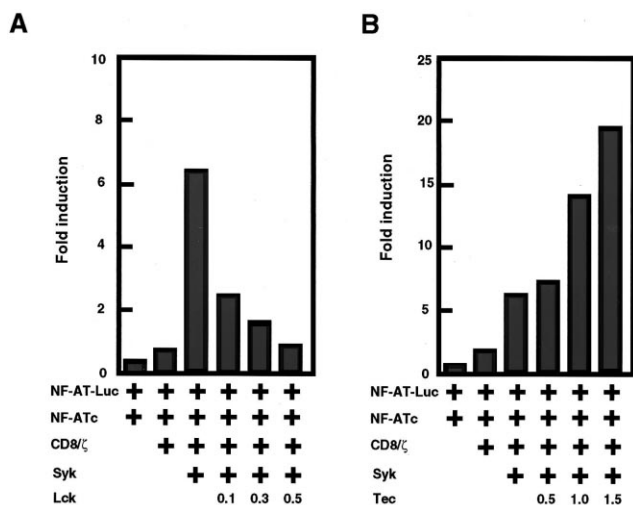 A
B
Fold induction
10
8
6
4
2
0
NF-AT-Luc + + + + + +
NF-ATc + + + + + +
CD8/ζ + + + + +
Syk + + + +
Lck 0.1 0.3 0.5
Fold induction
25
20
15
10
5
0
NF-AT-Luc + + + + + +
NF-ATc + + + + + +
CD8/ζ + + + + +
Syk + + + +
Tec 0.5 1.0 1.5